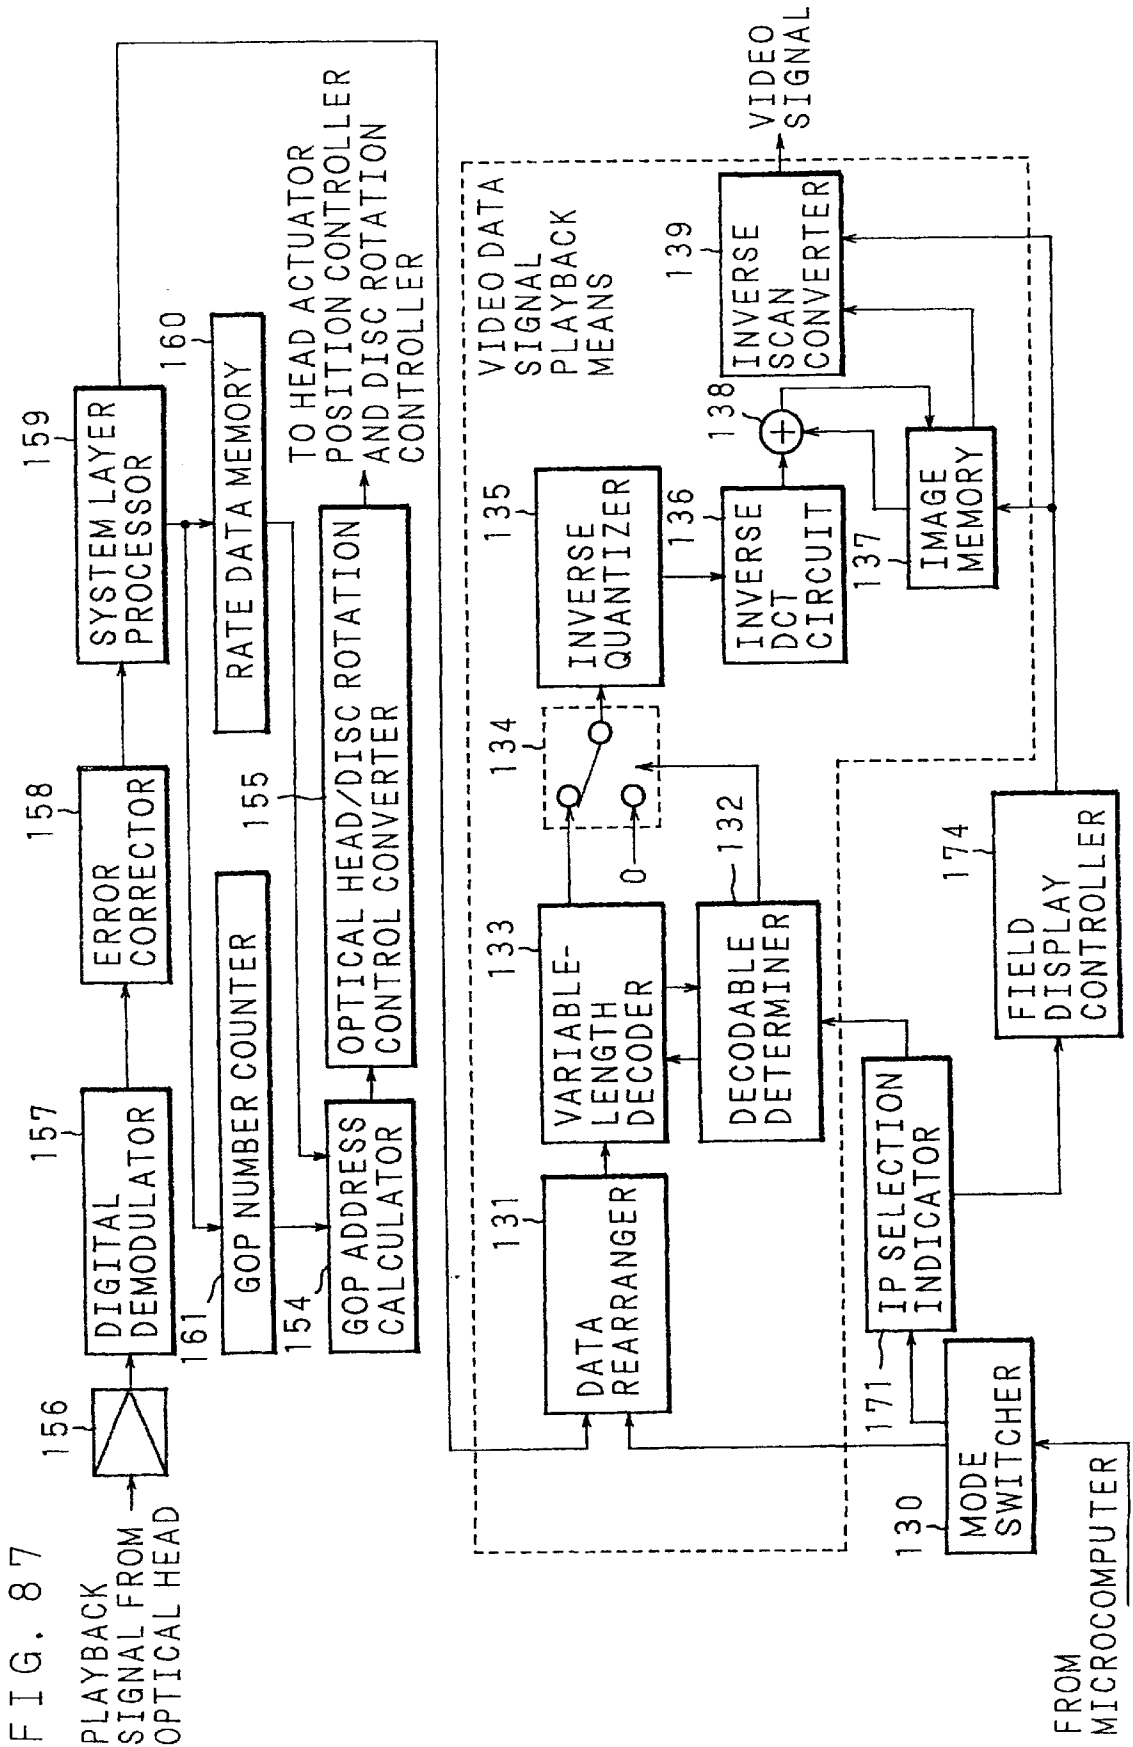 FIG. 87
PLAYBACK
SIGNAL FROM
OPTICAL HEAD
156
157
DIGITAL
DEMODULATOR
158
ERROR
CORRECTOR
159
SYSTEM LAYER
PROCESSOR
161
GOP NUMBER COUNTER
160
RATE DATA MEMORY
154
GOP ADDRESS
CALCULATOR
155
OPTICAL HEAD/DISC ROTATION
CONTROL CONVERTER
TO HEAD ACTUATOR
POSITION CONTROLLER
AND DISC ROTATION
CONTROLLER
VIDEO DATA
SIGNAL
PLAYBACK
MEANS
131
DATA
REARRANGER
133
VARIABLE-
LENGTH
DECODER
134
0
132
DECODABLE
DETERMINER
135
INVERSE
QUANTIZER
136
INVERSE
DCT
CIRCUIT
138
+
137
IMAGE
MEMORY
139
INVERSE
SCAN
CONVERTER
VIDEO
SIGNAL
171
IP SELECTION
INDICATOR
174
FIELD
DISPLAY
CONTROLLER
130
MODE
SWITCHER
FROM
MICROCOMPUTER